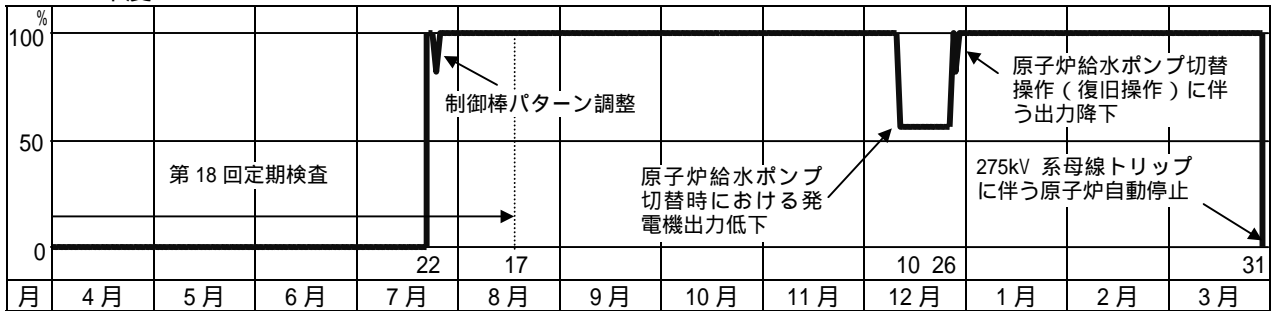 %
100
50
0
制御棒パターン調整
原子炉給水ポンプ切替
操作（復旧操作）に伴
う出力降下
第 18 回定期検査
原子炉給水ポンプ
切替時における発
電機出力低下
275kV 系母線トリップ
に伴う原子炉自動停止
22 17 10 26 31
月 4月 5月 6月 7月 8月 9月 10月 11月 12月 1月 2月 3月